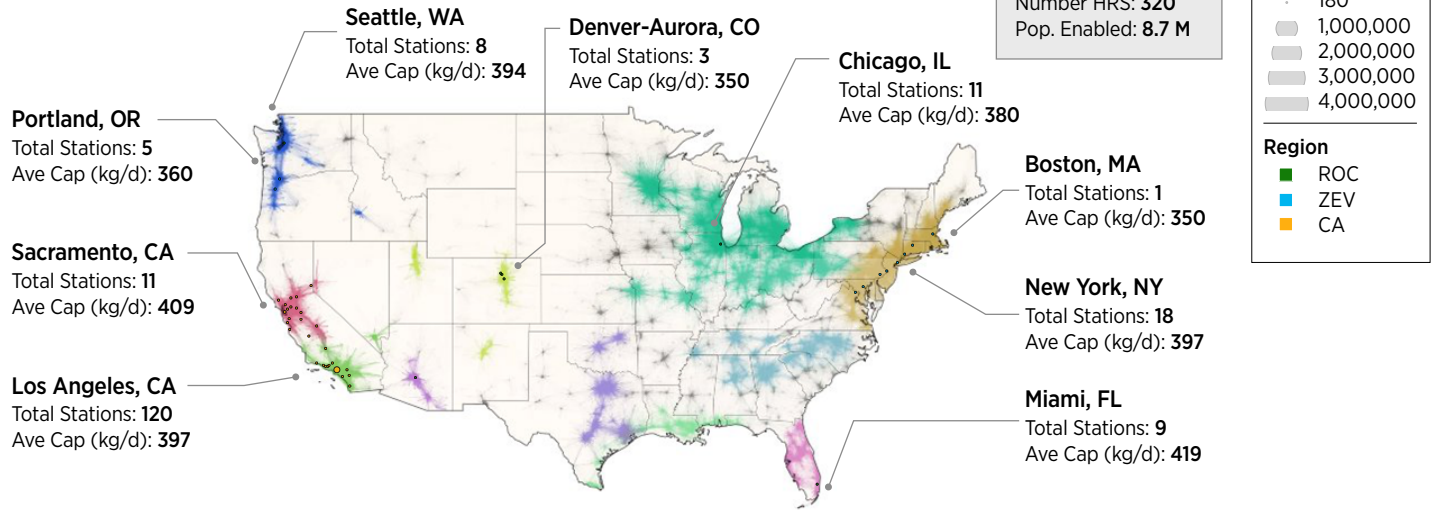 Seattle, WA
Total Stations: 8
Ave Cap (kg/d): 394
Denver-Aurora, CO
Total Stations: 3
Ave Cap (kg/d): 350
Number HRS: 320
Pop. Enabled: 8.7 M
Chicago, IL
Total Stations: 11
Ave Cap (kg/d): 380
180
1,000,000
2,000,000
3,000,000
4,000,000
Region
ROC
ZEV
CA
Portland, OR
Total Stations: 5
Ave Cap (kg/d): 360
Boston, MA
Total Stations: 1
Ave Cap (kg/d): 350
Sacramento, CA
Total Stations: 11
Ave Cap (kg/d): 409
New York, NY
Total Stations: 18
Ave Cap (kg/d): 397
Los Angeles, CA
Total Stations: 120
Ave Cap (kg/d): 397
Miami, FL
Total Stations: 9
Ave Cap (kg/d): 419